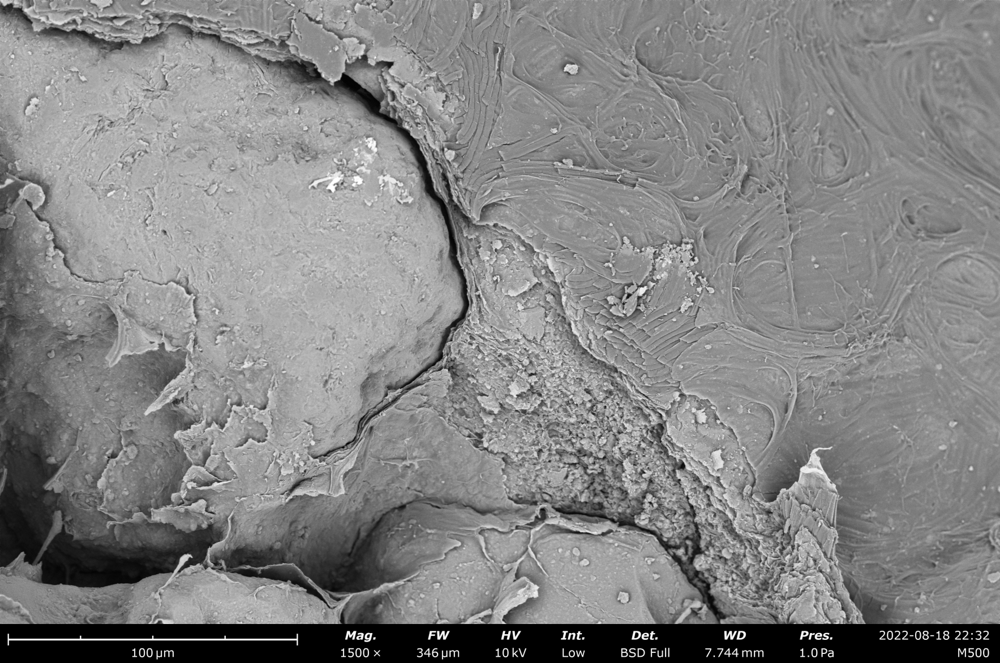 Mag. FW HV Int. Det. WD Pres. 2022-08-18 22:32
100 µm 1500 × 346 µm 10 kV Low BSD Full 7.744 mm 1.0 Pa M500